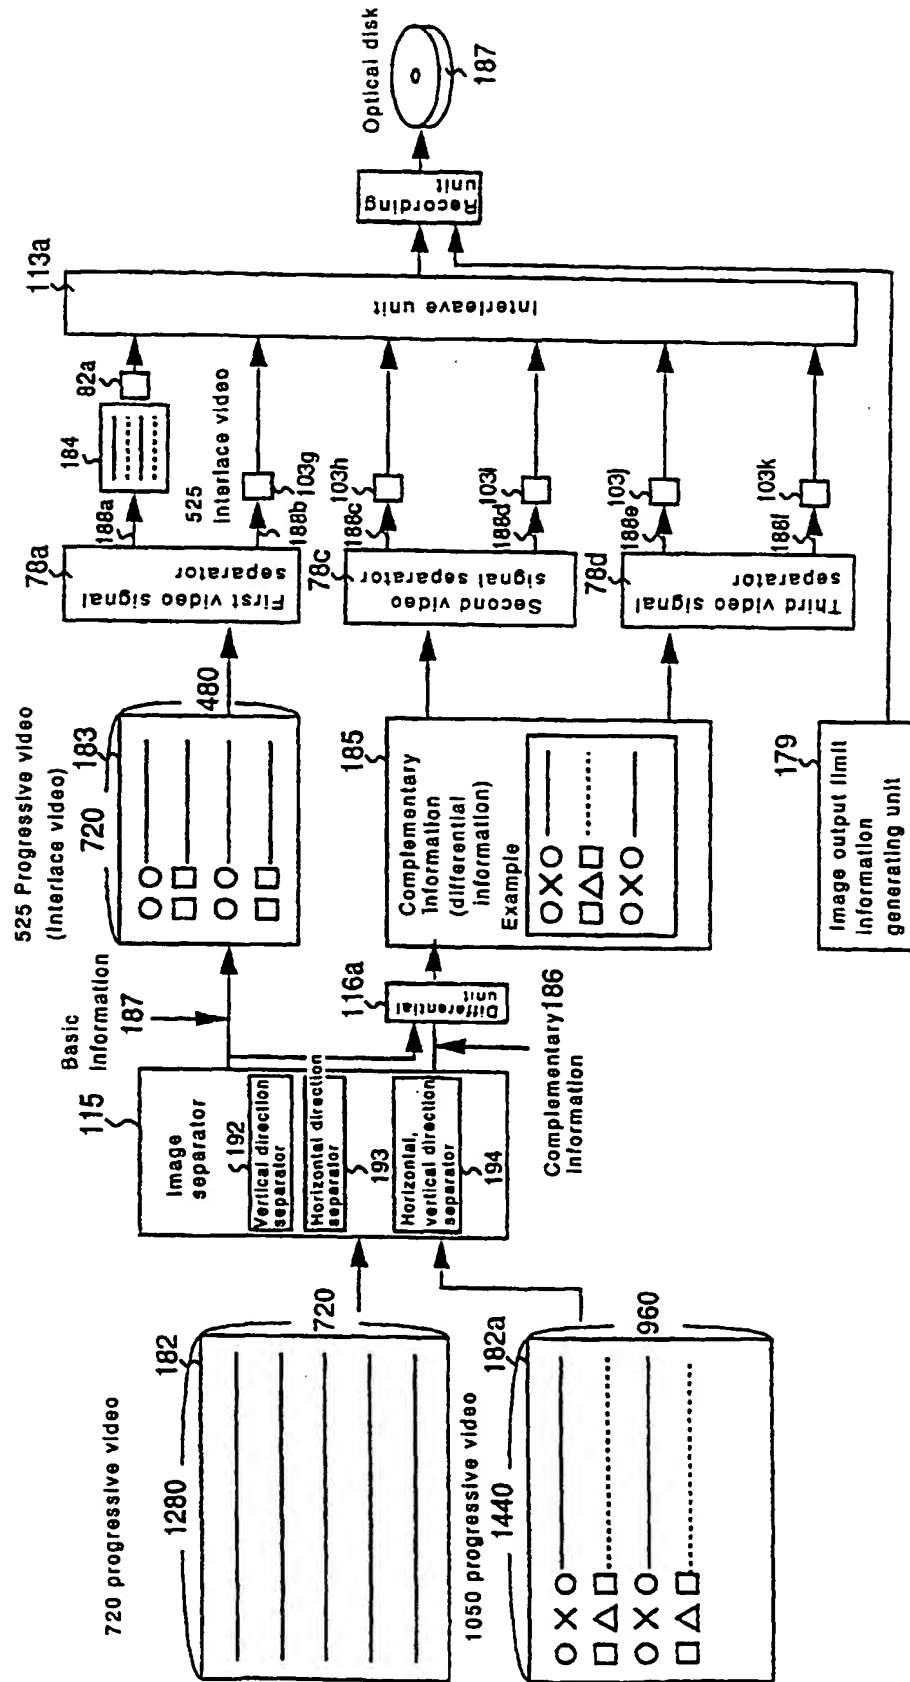 720 progressive video
1280
182
720
1050 progressive video
1440
182a
960
115
Image
separator
192
Vertical direction
separator
Horizontal direction
separator
193
Horizontal,
vertical direction
separator
194
Basic
Information
187
Complementary
Information
186
116a
Differential
unit
525 Progressive video
(Interlace video)
720
183
480
185
Complementary
Information
(differential
information)
Example
179
Image output limit
Information
generating unit
78a
First video signal
separator
78c
Second video
signal separator
78d
Third video signal
separator
188a
184
82a
188b
525
Interlace video
103g
188c
103h
188d
103i
188e
103j
188f
103k
113a
Interleave unit
Recording
unit
Optical disk
187